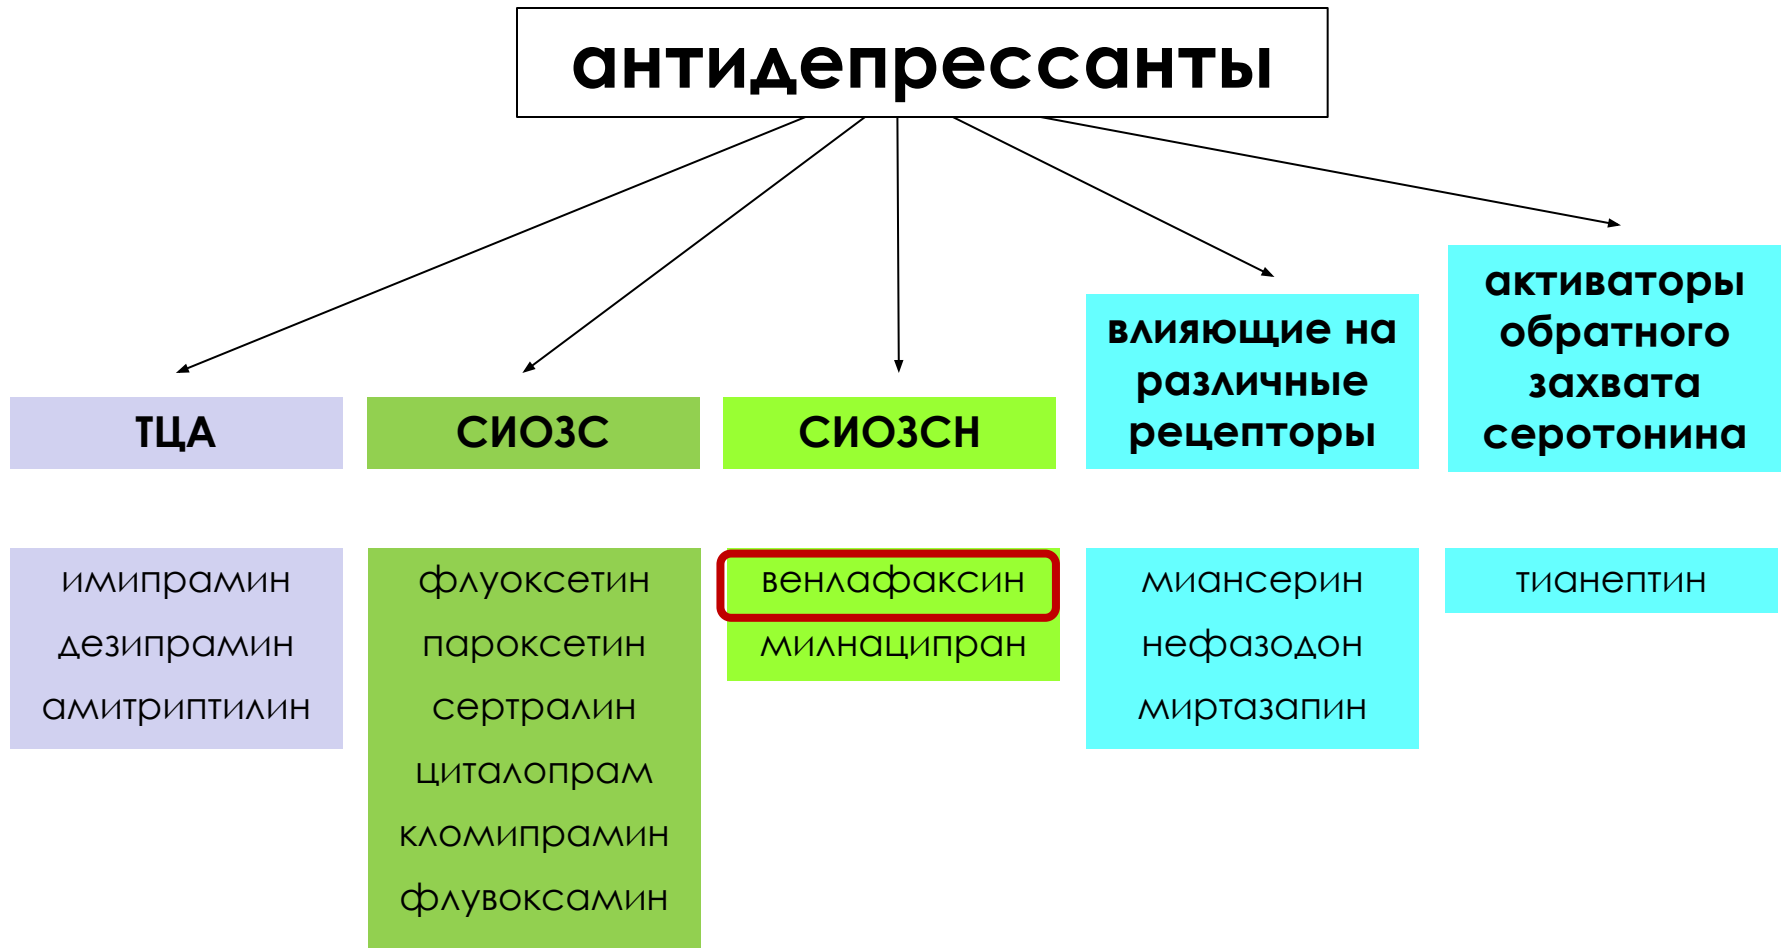 антидепрессанты
ТЦА
СИОЗС
СИОЗСН
влияющие на
различные
рецепторы
активаторы
обратного
захвата
серотонина
имипрамин
дезипрамин
амитриптилин
флуоксетин
пароксетин
сертралин
циталопрам
кломипрамин
флувоксамин
венлафаксин
милнаципран
миансерин
нефазодон
миртазапин
тианептин